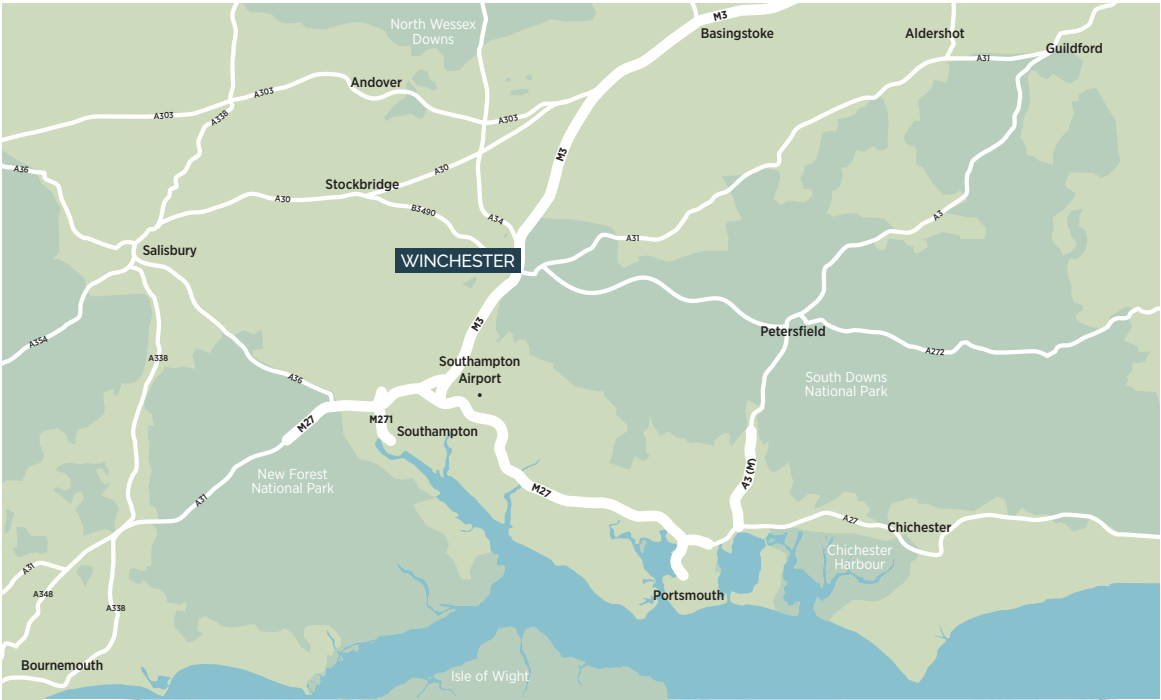 M3
North Wessex
Downs
Basingstoke
Aldershot
Guildford
A31
Andover
A303
A303
A338
A303
M3
A36
A30
Stockbridge
A30
B3490
A34
A3
A31
Salisbury
WINCHESTER
M3
Petersfield
A354
A338
A272
Southampton
Airport
A36
South Downs
National Park
M27
M271
Southampton
New Forest
National Park
A3 (M)
M27
A31
A27
Chichester
Chichester
Harbour
A31
A348
A338
Portsmouth
Bournemouth
Isle of Wight